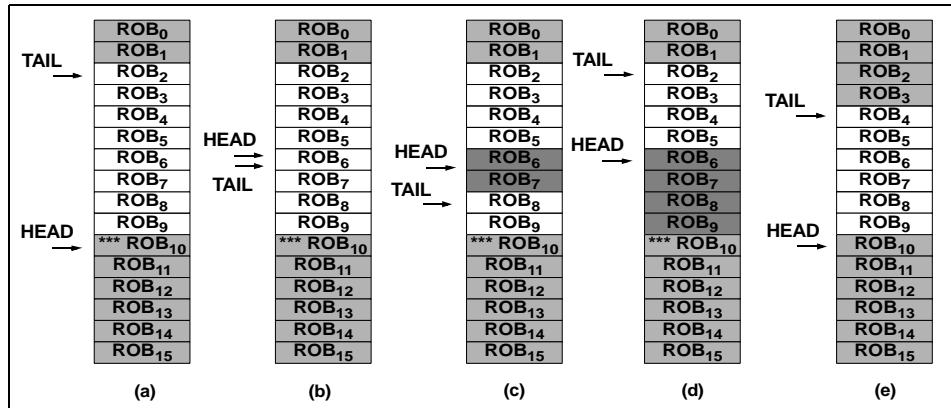 ROB0 ROB0 ROB0 ROB0 ROB0
ROB1 ROB1 ROB1 ROB1 ROB1
TAIL ROB2 ROB2 ROB2 TAIL ROB2 ROB2
ROB3 ROB3 ROB3 ROB3 ROB3
ROB4 ROB4 ROB4 ROB4 TAIL ROB4
ROB5 HEAD ROB5 ROB5 HEAD ROB5 ROB5
ROB6 ROB6 HEAD ROB6 ROB6 ROB6
ROB7 TAIL ROB7 ROB7 ROB7 ROB7
ROB8 ROB8 TAIL ROB8 ROB8 ROB8
ROB9 ROB9 ROB9 ROB9 ROB9
HEAD *** ROB10 *** ROB10 *** ROB10 *** ROB10 HEAD ROB10
ROB11 ROB11 ROB11 ROB11 ROB11
ROB12 ROB12 ROB12 ROB12 ROB12
ROB13 ROB13 ROB13 ROB13 ROB13
ROB14 ROB14 ROB14 ROB14 ROB14
ROB15 ROB15 ROB15 ROB15 ROB15
(a) (b) (c) (d) (e)